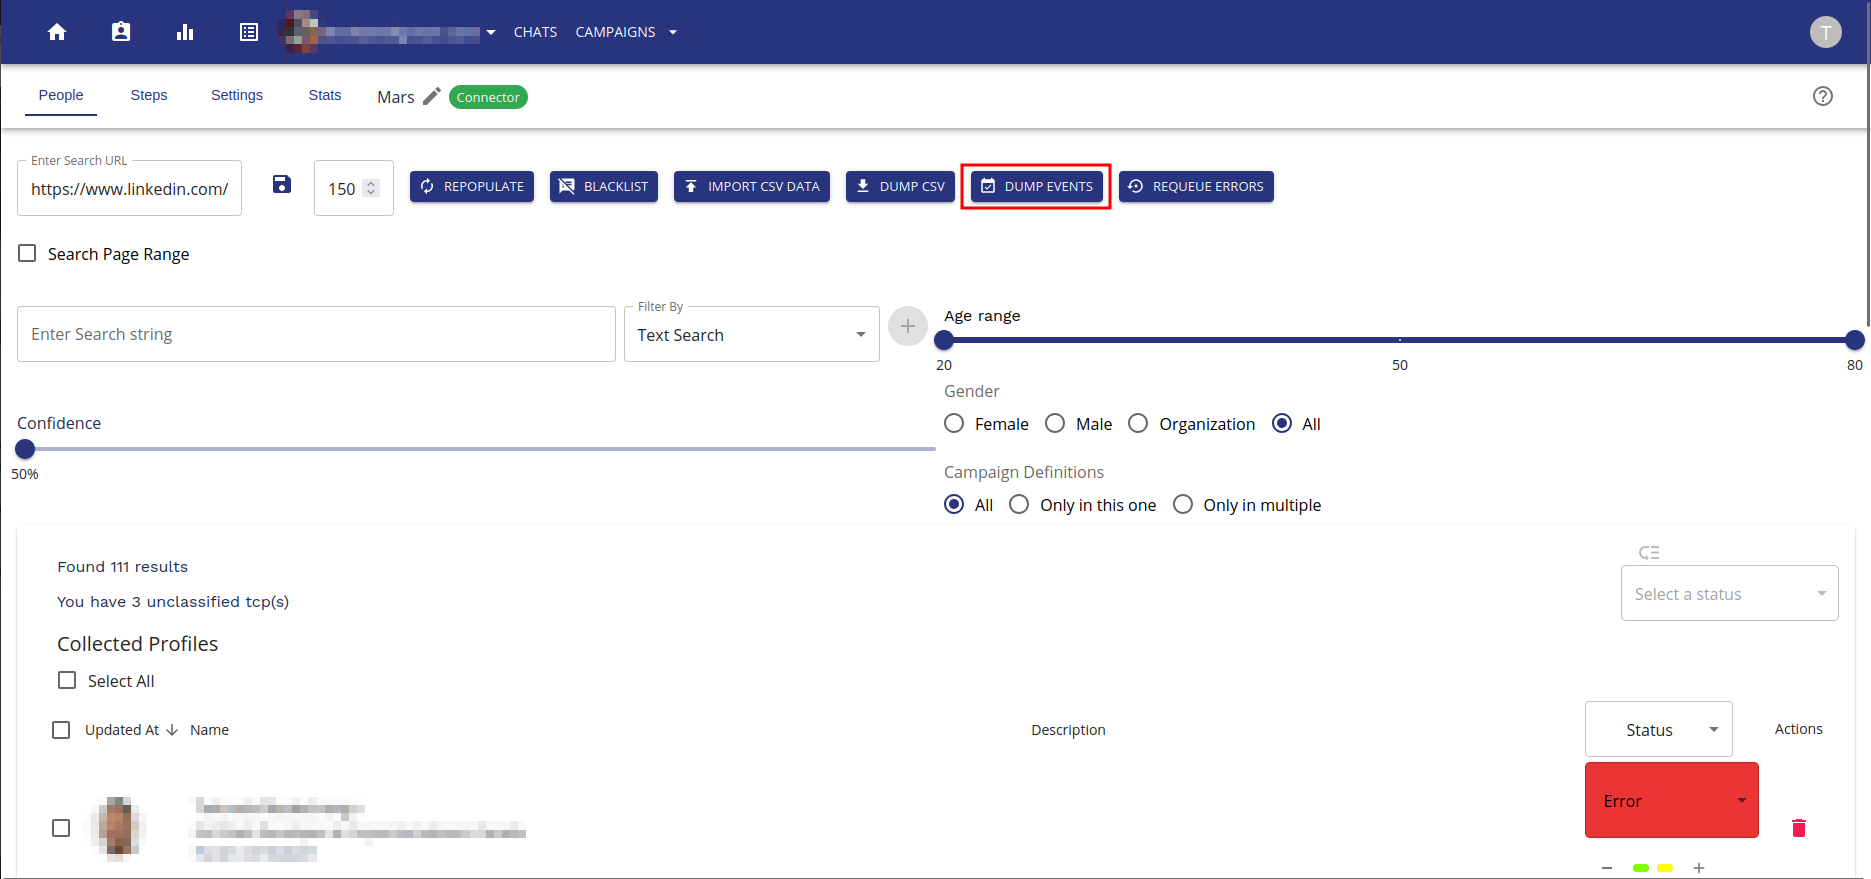 CHATS CAMPAIGNS T
People Steps Settings Stats Mars Connector
Enter Search URL
https://www.linkedin.com/ 150 REPOPULATE BLACKLIST IMPORT CSV DATA DUMP CSV DUMP EVENTS REQUEUE ERRORS
Search Page Range
Filter By
Enter Search string Text Search
Age range
20 50 80
Gender
Female Male Organization All
Confidence
50%
Campaign Definitions
All Only in this one Only in multiple
Found 111 results
You have 3 unclassified tcp(s)
Select a status
Collected Profiles
Select All
Updated At Name Description Status Actions
Error